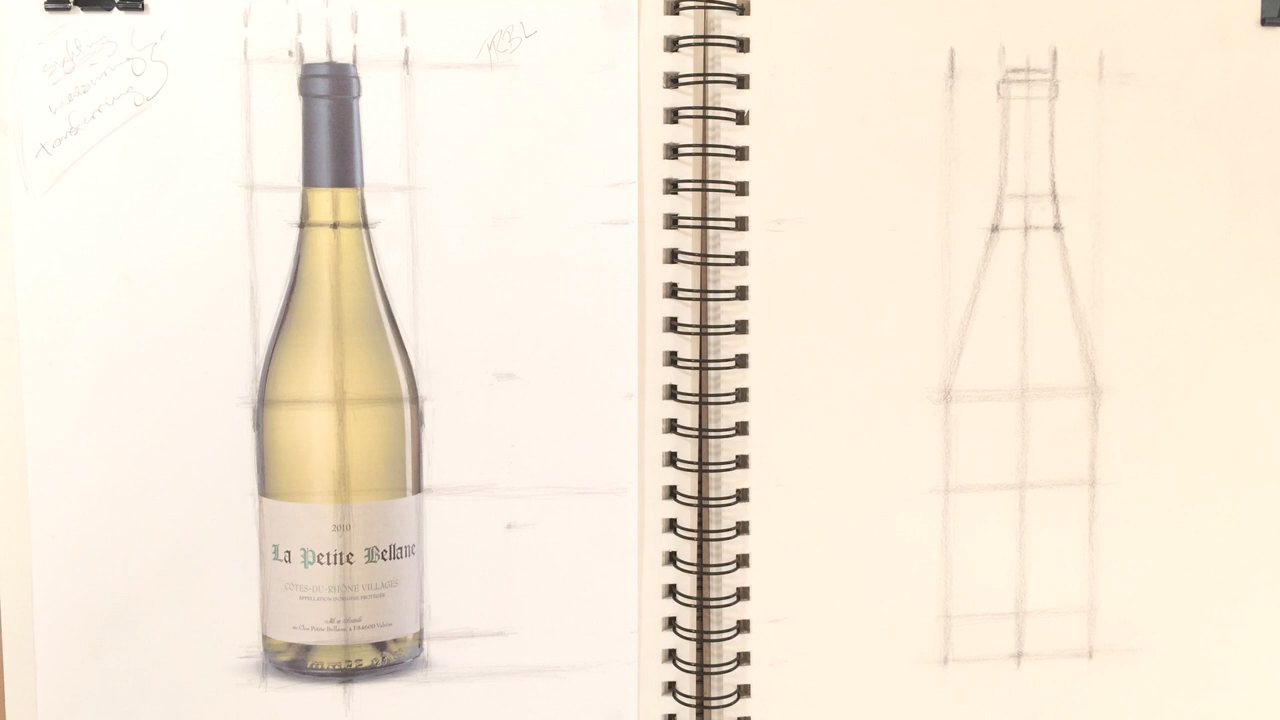 sighting
measuring
transferring
2010
La Petite Bellane
CÔTES-DU-RHÔNE VILLAGES
APPELLATION D'ORIGINE PROTÉGÉE